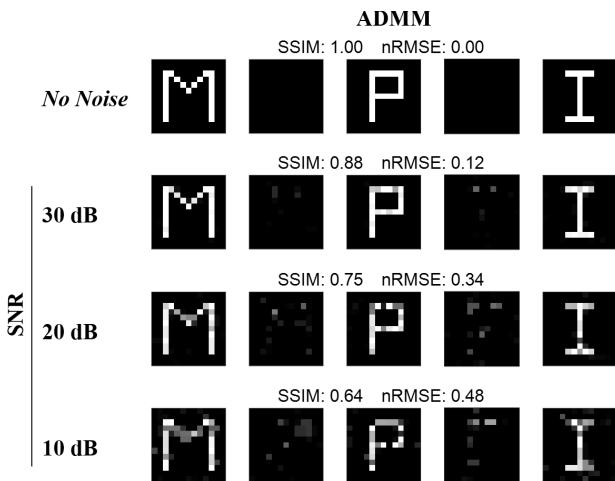 ADMM
SSIM: 1.00 nRMSE: 0.00
No Noise
M P I
SSIM: 0.88 nRMSE: 0.12
30 dB
M P I
SSIM: 0.75 nRMSE: 0.34
SNR
20 dB
M P I
SSIM: 0.64 nRMSE: 0.48
10 dB
M P I